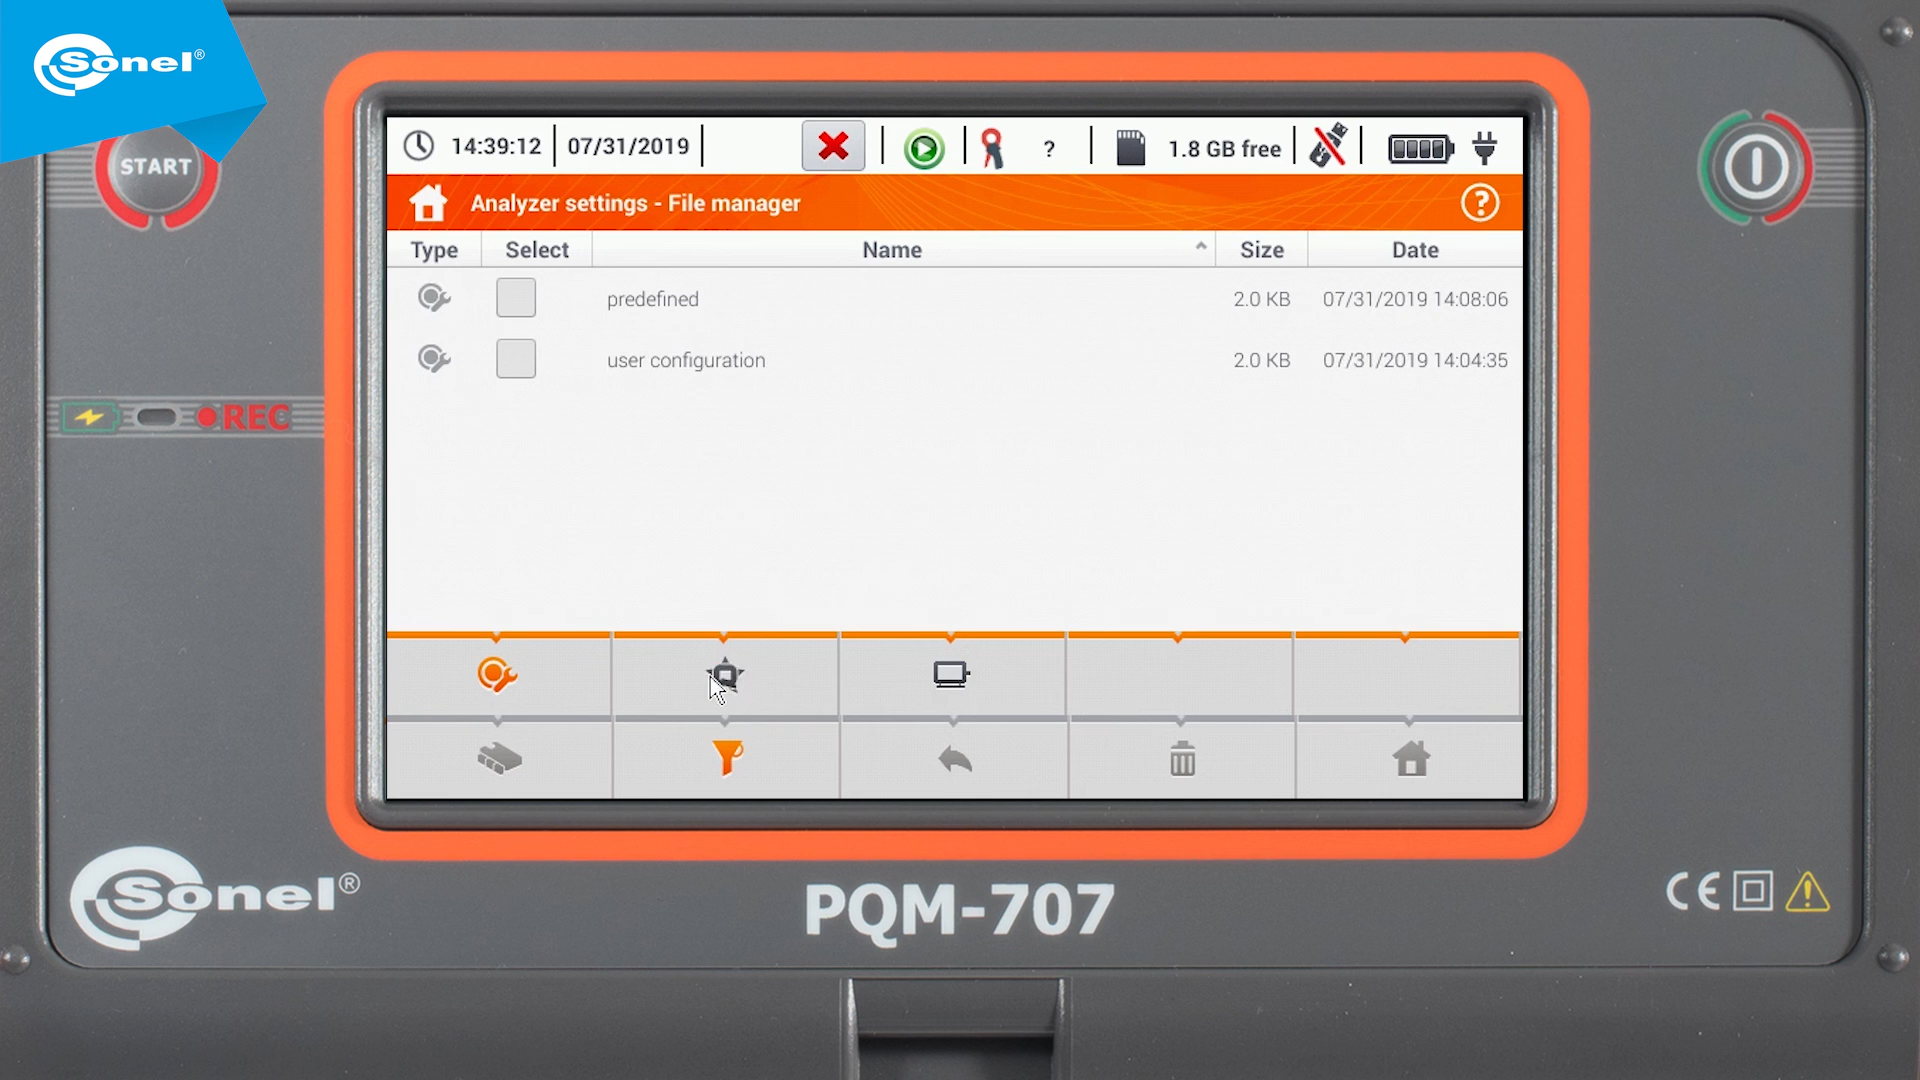 Sonel®
START
14:39:12 07/31/2019 ? 1.8 GB free
Analyzer settings - File manager ?
Type Select Name Size Date
predefined 2.0 KB 07/31/2019 14:08:06
user configuration 2.0 KB 07/31/2019 14:04:35
REC
Sonel®
PQM-707
CE